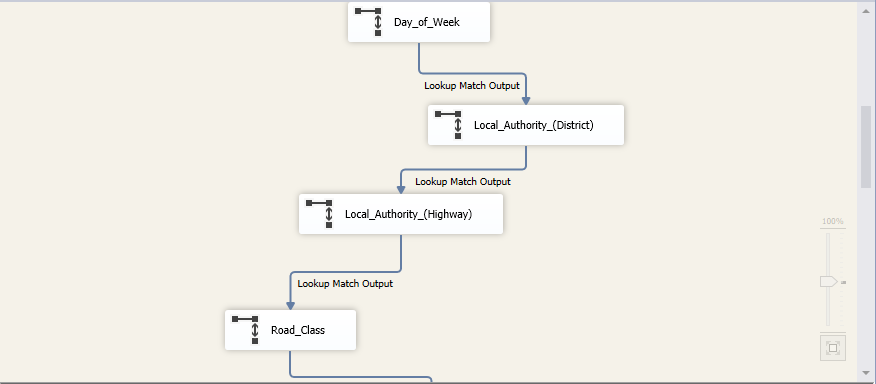 Day_of_Week
Lookup Match Output
Local_Authority_(District)
Lookup Match Output
Local_Authority_(Highway)
100%
Lookup Match Output
Road_Class